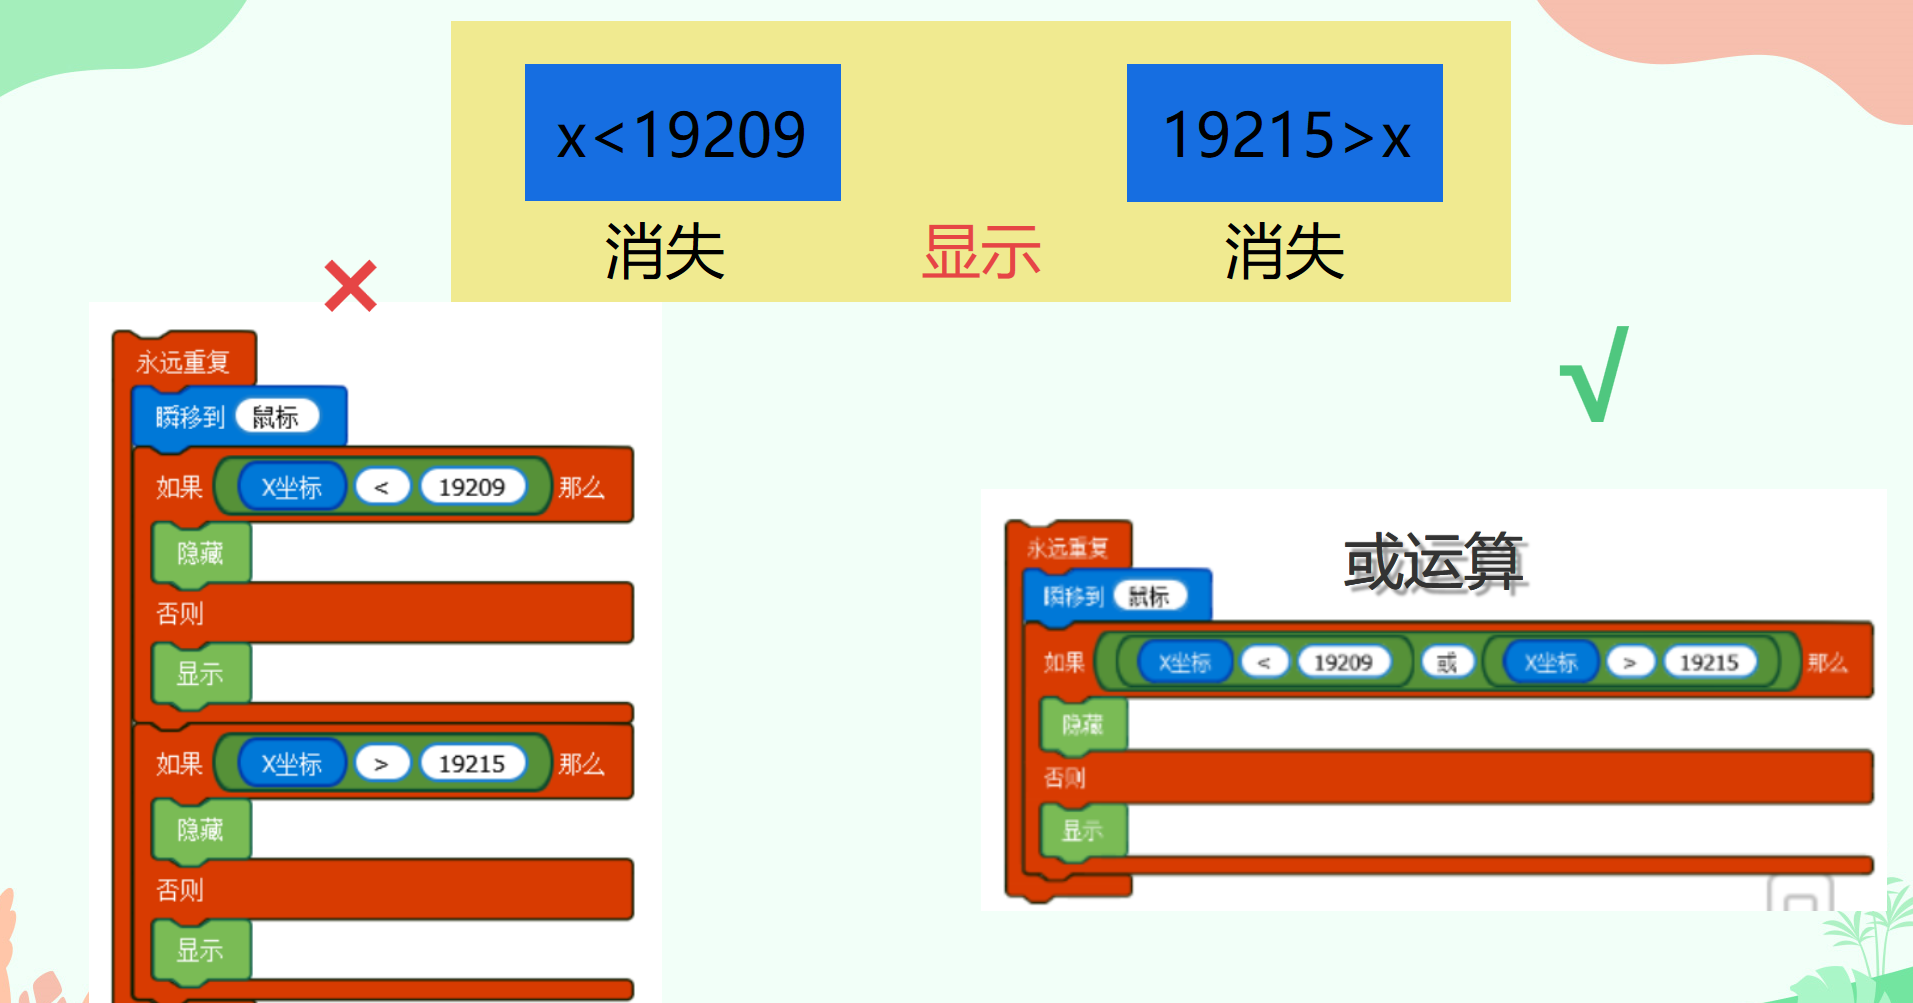 x<19209
19215>x
消失
显示
消失
×
√
永远重复
瞬移到 鼠标
如果 X坐标 < 19209 那么
隐藏
否则
显示
如果 X坐标 > 19215 那么
隐藏
否则
显示
或运算
永远重复
瞬移到 鼠标
如果 X坐标 < 19209 或 X坐标 > 19215 那么
隐藏
否则
显示